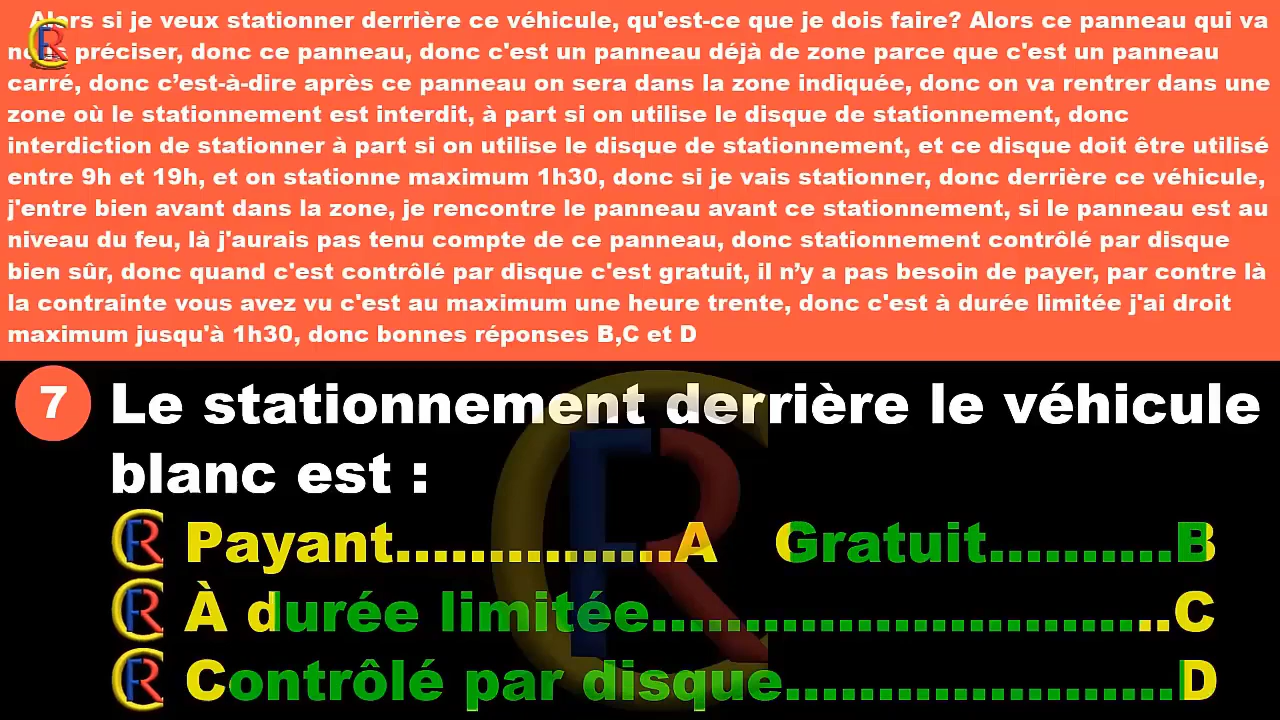 Alors si je veux stationner derrière ce véhicule, qu'est-ce que je dois faire? Alors ce panneau qui va
préciser, donc ce panneau, donc c'est un panneau déjà de zone parce que c'est un panneau
carré, donc c’est-à-dire après ce panneau on sera dans la zone indiquée, donc on va rentrer dans une
zone où le stationnement est interdit, à part si on utilise le disque de stationnement, donc
interdiction de stationner à part si on utilise le disque de stationnement, et ce disque doit être utilisé
entre 9h et 19h, et on stationne maximum 1h30, donc si je vais stationner, donc derrière ce véhicule,
j'entre bien avant dans la zone, je rencontre le panneau avant ce stationnement, si le panneau est au
niveau du feu, là j'aurais pas tenu compte de ce panneau, donc stationnement contrôlé par disque
bien sûr, donc quand c'est contrôlé par disque c'est gratuit, il n’y a pas besoin de payer, par contre là
la contrainte vous avez vu c'est au maximum une heure trente, donc c'est à durée limitée j'ai droit
maximum jusqu'à 1h30, donc bonnes réponses B,C et D
7 Le stationnement derrière le véhicule
blanc est :
Payant...............A Gratuit..........B
À durée limitée............................C
Contrôlé par disque.....................D